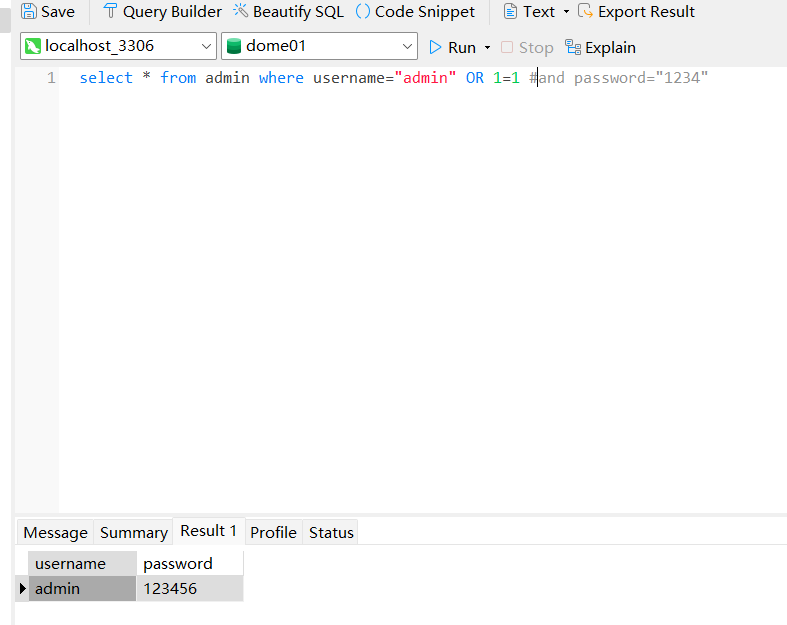 Save Query Builder Beautify SQL () Code Snippet Text Export Result
localhost_3306 dome01 Run Stop Explain
1 select * from admin where username="admin" OR 1=1 #and password="1234"
Message Summary Result 1 Profile Status
username password
admin 123456